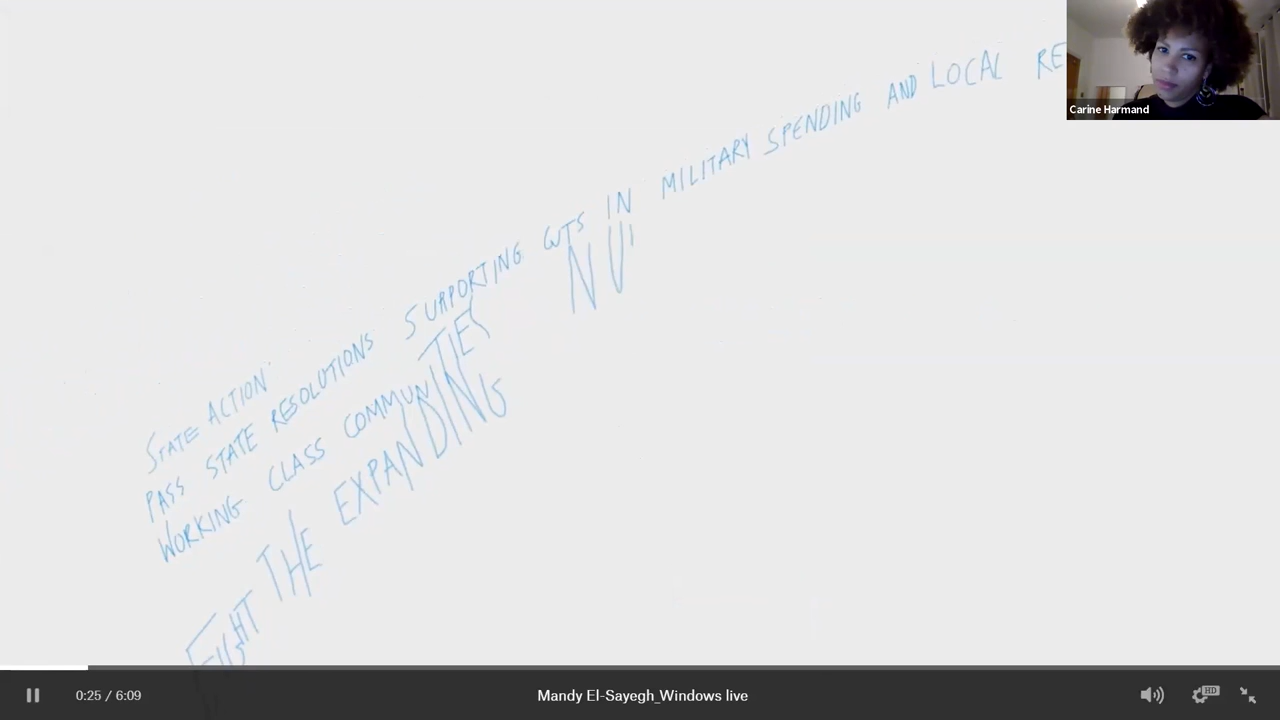 Carine Harmand
STATE ACTION
PASS STATE RESOLUTIONS SUPPORTING CUTS IN MILITARY SPENDING AND LOCAL RE
WORKING CLASS COMMUNITIES
FIGHT THE EXPANDING NU
0:25 / 6:09
Mandy El-Sayegh_Windows live
HD